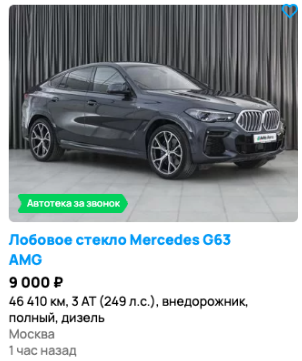 Автотека за звонок
Лобовое стекло Mercedes G63
AMG
9 000 ₽
46 410 км, 3 AT (249 л.с.), внедорожник,
полный, дизель
Москва
1 час назад